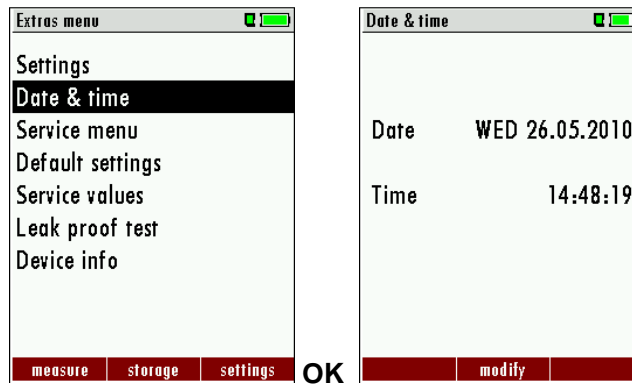 Extras menu
Settings
Date & time
Service menu
Default settings
Service values
Leak proof test
Device info
measure storage settings
OK
Date & time
Date WED 26.05.2010
Time 14:48:19
modify